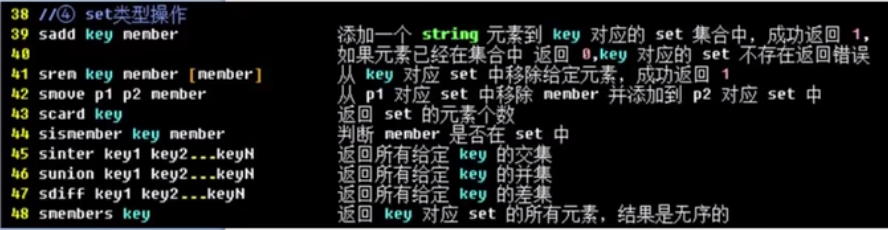 38 //④ set类型操作
39 sadd key member 添加一个 string 元素到 key 对应的 set 集合中，成功返回 1,
40 如果元素已经在集合中 返回 0,key 对应的 set 不存在返回错误
41 srem key member [member] 从 key 对应 set 中移除给定元素，成功返回 1
42 smove p1 p2 member 从 p1 对应 set 中移除 member 并添加到 p2 对应 set 中
43 scard key 返回 set 的元素个数
44 sismember key member 判断 member 是否在 set 中
45 sinter key1 key2...keyN 返回所有给定 key 的交集
46 sunion key1 key2...keyN 返回所有给定 key 的并集
47 sdiff key1 key2...keyN 返回所有给定 key 的差集
48 smembers key 返回 key 对应 set 的所有元素，结果是无序的